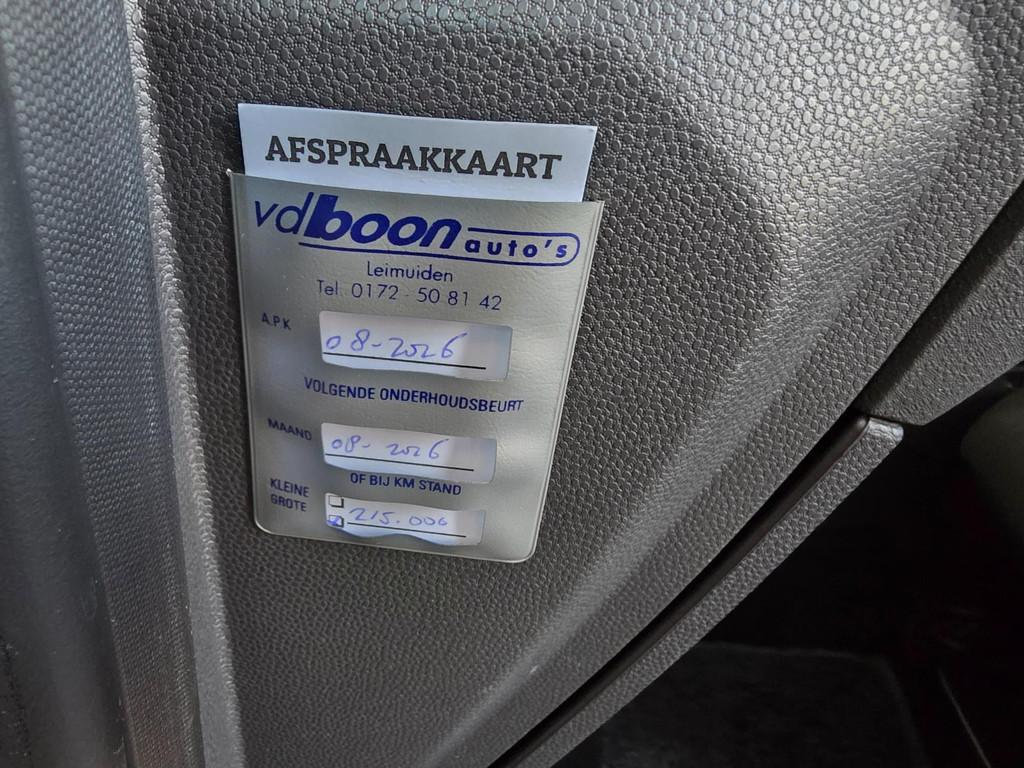 AFSPRAAKKAART
vdboon auto's
Leimuiden
Tel. 0172 - 50 81 42
A.P.K. 08-2026
VOLGENDE ONDERHOUDSBEURT
MAAND 08-2026
OF BIJ KM STAND
KLEINE
GROTE 215.000